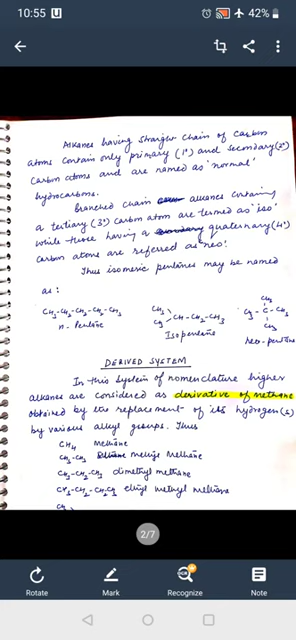 10:55
42%
Alkanes having straight chain of Carbon
atoms contain only primary (1°) and secondary (2°)
Carbon atoms and are named as 'normal'
hydrocarbons.
Branched chain alkanes containing
a tertiary (3°) carbon atom are termed as 'iso'
while those having a quaternary (4°)
Carbon atoms are referred as 'neo'.
Thus isomeric pentanes may be named
as:
CH₃-CH₂-CH₂-CH₂-CH₃
n-Pentane
CH₃
CH₃ > CH-CH₂-CH₃
Isopentane
CH₃
CH₃-C-CH₃
CH₃
Neo-pentane
DERIVED SYSTEM
In this system of nomenclature higher
alkanes are considered as derivative of methane
obtained by the replacement of its hydrogen(s)
by various alkyl groups. Thus
CH₄ methane
CH₃-CH₃ methyl methane
CH₃-CH₂-CH₃ dimethyl methane
CH₃-CH₂-CH₂CH₃ ethyl methyl methane
CH₃
2/7
Rotate
Markup
OCR
Recognize
Note